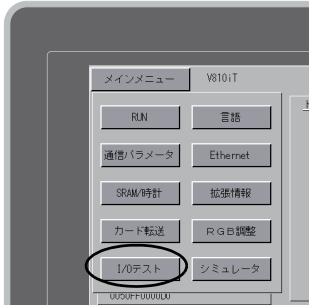 メインメニュー V810iT
RUN 言語
通信パラメータ Ethernet
SRAM/時計 拡張情報
カード転送 RGB調整
I/Oテスト シミュレータ
0050FF0000D0